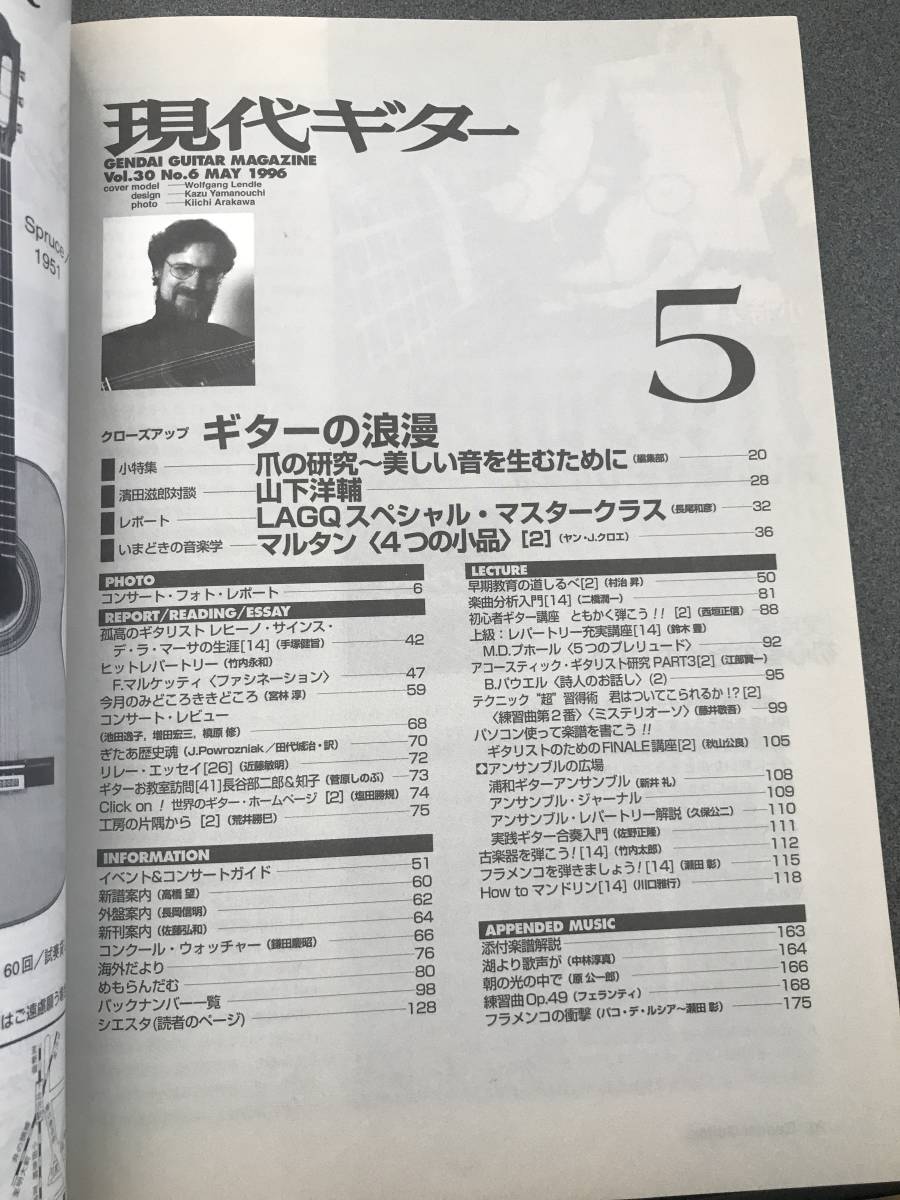 Spruce/
1951
60回/試奏
はご遠慮願う
現代ギター
GENDAI GUITAR MAGAZINE
Vol.30 No.6 MAY 1996
cover model — Wolfgang Lendle
design — Kazu Yamanouchi
photo — Kiichi Arakawa
5
クローズアップ ギターの浪漫
小特集 — 爪の研究〜美しい音を生むために(編集部) — 20
濱田滋郎対談 — 山下洋輔 — 28
レポート — LAGQスペシャル・マスタークラス(長尾和彦) — 32
いまどきの音楽学 — マルタン〈4つの小品〉[2](ヤン・J.クロエ) — 36
PHOTO
コンサート・フォト・レポート — 6
REPORT/READING/ESSAY
孤高のギタリスト レヒーノ・サインス・
デ・ラ・マーサの生涯[14](手塚健旨) — 42
ヒットレパートリー(竹内永和)
F.マルケッティ〈ファシネーション〉 — 47
今月のみどころききどころ(宮林 淳) — 59
コンサート・レビュー
(池田逸子，増田宏三，槇原 修) — 68
ぎたあ歴史魂(J.Powrozniak／田代城治・訳) — 70
リレー・エッセイ[26](近藤敏明) — 72
ギターお教室訪問[41]長谷部二郎&知子(菅原しのぶ) — 73
Click on！世界のギター・ホームページ[2](塩田勝規) — 74
工房の片隅から[2](荒井勝巳) — 75
INFORMATION
イベント&コンサートガイド — 51
新譜案内(高橋 望) — 60
外盤案内(長岡信明) — 62
新刊案内(佐藤弘和) — 64
コンクール・ウォッチャー(鎌田慶昭) — 66
海外だより — 76
めもらんだむ — 80
バックナンバー一覧 — 98
シエスタ(読者のページ) — 128
LECTURE
早期教育の道しるべ[2](村治 昇) — 50
楽曲分析入門[14](二橋潤一) — 81
初心者ギター講座 ともかく弾こう!! [2](西垣正信) — 88
上級：レパートリー充実講座[14](鈴木 豊)
M.D.プホール〈5つのプレリュード〉 — 92
アコースティック・ギタリスト研究 PART3[2](江部賢一)
B.パウエル〈詩人のお話し〉(2) — 95
テクニック“超”習得術 君はついてこられるか!?[2]
〈練習曲第2番〉〈ミステリオーソ〉(藤井敬吾) — 99
パソコン使って楽譜を書こう!!
ギタリストのためのFINALE講座[2](秋山公良) — 105
◆アンサンブルの広場
浦和ギターアンサンブル(新井 礼) — 108
アンサンブル・ジャーナル — 109
アンサンブル・レパートリー解説(久保公二) — 110
実践ギター合奏入門(佐野正隆) — 111
古楽器を弾こう！[14](竹内太郎) — 112
フラメンコを弾きましょう！[14](瀬田 彰) — 115
How to マンドリン[14](川口雅行) — 118
APPENDED MUSIC
添付楽譜解説 — 163
湖より歌声が(中林淳真) — 164
朝の光の中で(原 公一郎) — 166
練習曲Op.49(フェランティ) — 168
フラメンコの衝撃(パコ・デ・ルシア〜瀬田 彰) — 175